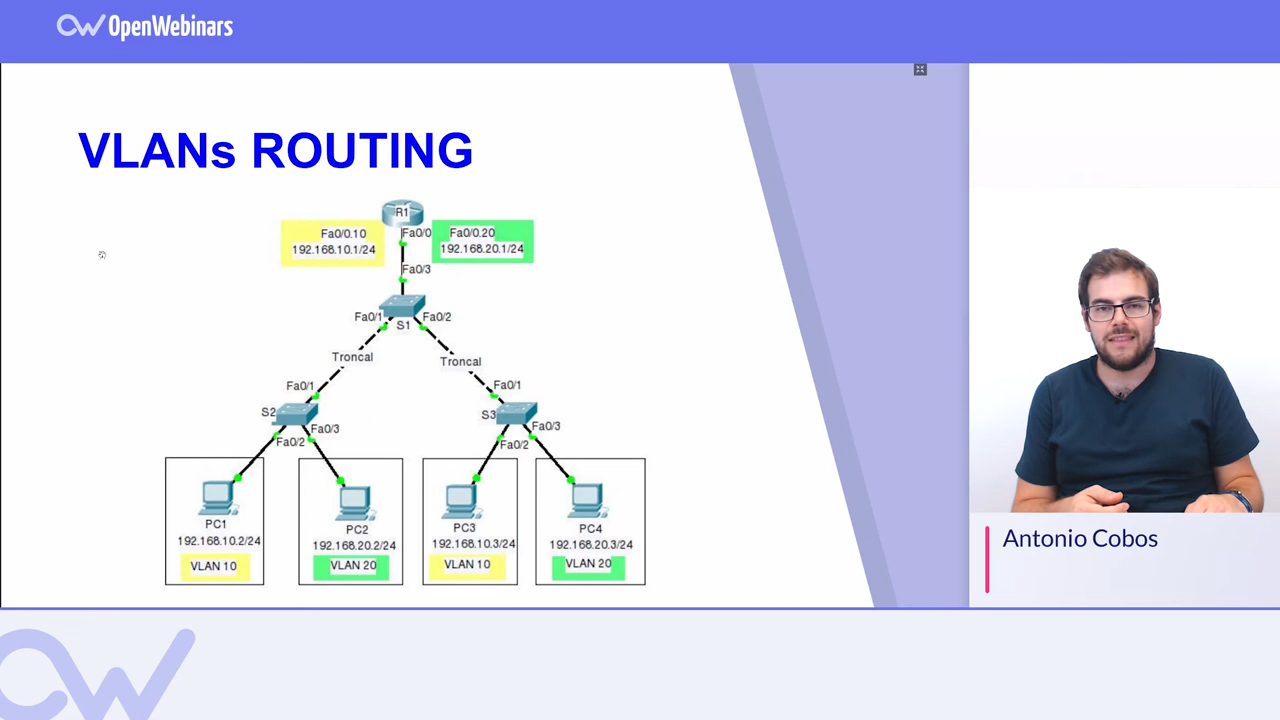 OpenWebinars
VLANs ROUTING
R1
Fa0/0.10
192.168.10.1/24
Fa0/0
Fa0/0.20
192.168.20.1/24
Fa0/3
Fa0/1
S1
Fa0/2
Troncal
Troncal
Fa0/1
Fa0/1
S2
Fa0/3
Fa0/2
S3
Fa0/3
Fa0/2
PC1
192.168.10.2/24
VLAN 10
PC2
192.168.20.2/24
VLAN 20
PC3
192.168.10.3/24
VLAN 10
PC4
192.168.20.3/24
VLAN 20
Antonio Cobos